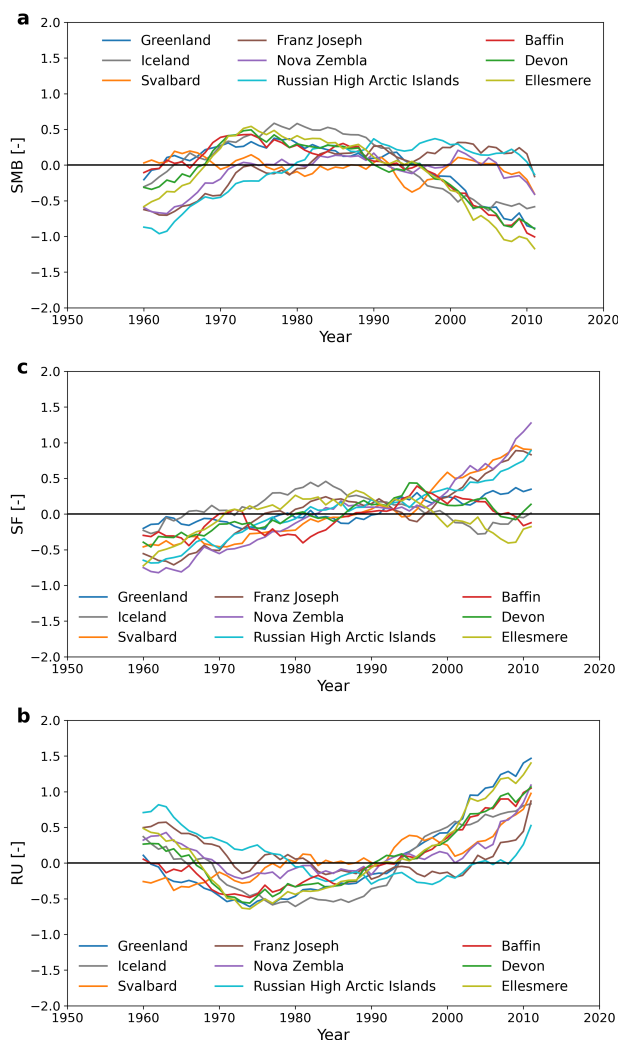 a
2.0
Greenland Franz Joseph Baffin
Iceland Nova Zembla Devon
1.5
Svalbard Russian High Arctic Islands Ellesmere
1.0
0.5
SMB [-]
0.0
−0.5
−1.0
−1.5
−2.0
1950 1960 1970 1980 1990 2000 2010 2020
Year
c
2.0
1.5
1.0
0.5
SF [-]
0.0
−0.5
−1.0
Greenland Franz Joseph Baffin
Iceland Nova Zembla Devon
−1.5
Svalbard Russian High Arctic Islands Ellesmere
−2.0
1950 1960 1970 1980 1990 2000 2010 2020
Year
b
2.0
1.5
1.0
0.5
RU [-]
0.0
−0.5
−1.0
Greenland Franz Joseph Baffin
Iceland Nova Zembla Devon
−1.5
Svalbard Russian High Arctic Islands Ellesmere
−2.0
1950 1960 1970 1980 1990 2000 2010 2020
Year